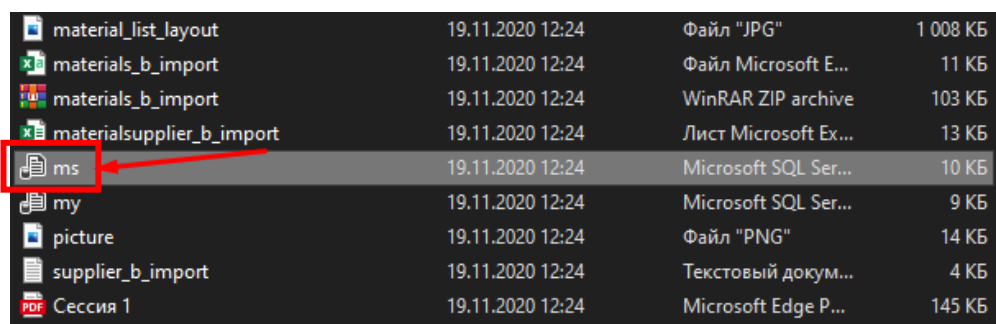 material_list_layout 19.11.2020 12:24 Файл "JPG" 1 008 КБ
materials_b_import 19.11.2020 12:24 Файл Microsoft E... 11 КБ
materials_b_import 19.11.2020 12:24 WinRAR ZIP archive 103 КБ
materialsupplier_b_import 19.11.2020 12:24 Лист Microsoft Ex... 13 КБ
ms 19.11.2020 12:24 Microsoft SQL Ser... 10 КБ
my 19.11.2020 12:24 Microsoft SQL Ser... 9 КБ
picture 19.11.2020 12:24 Файл "PNG" 14 КБ
supplier_b_import 19.11.2020 12:24 Текстовый докум... 4 КБ
PDF Сессия 1 19.11.2020 12:24 Microsoft Edge P... 145 КБ